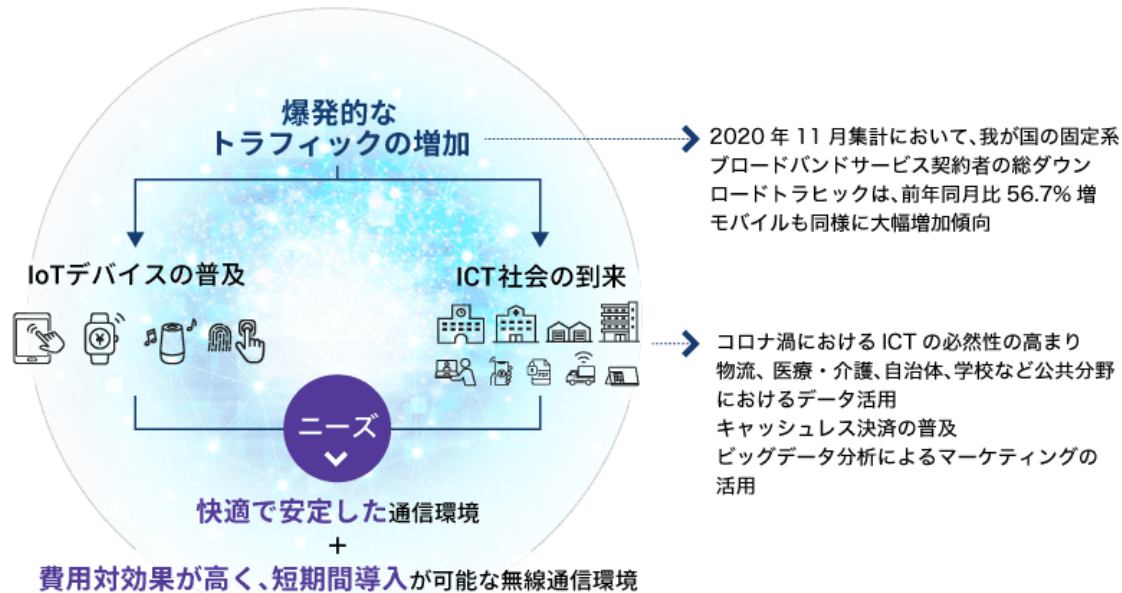 爆発的な
トラフィックの増加
2020 年 11 月集計において、我が国の固定系
ブロードバンドサービス契約者の総ダウン
ロードトラヒックは、前年同月比 56.7% 増
モバイルも同様に大幅増加傾向
IoTデバイスの普及
ICT社会の到来
コロナ渦における ICT の必然性の高まり
物流、医療・介護、自治体、学校など公共分野
におけるデータ活用
キャッシュレス決済の普及
ビッグデータ分析によるマーケティングの
活用
ニーズ
快適で安定した通信環境
+
費用対効果が高く、短期間導入が可能な無線通信環境